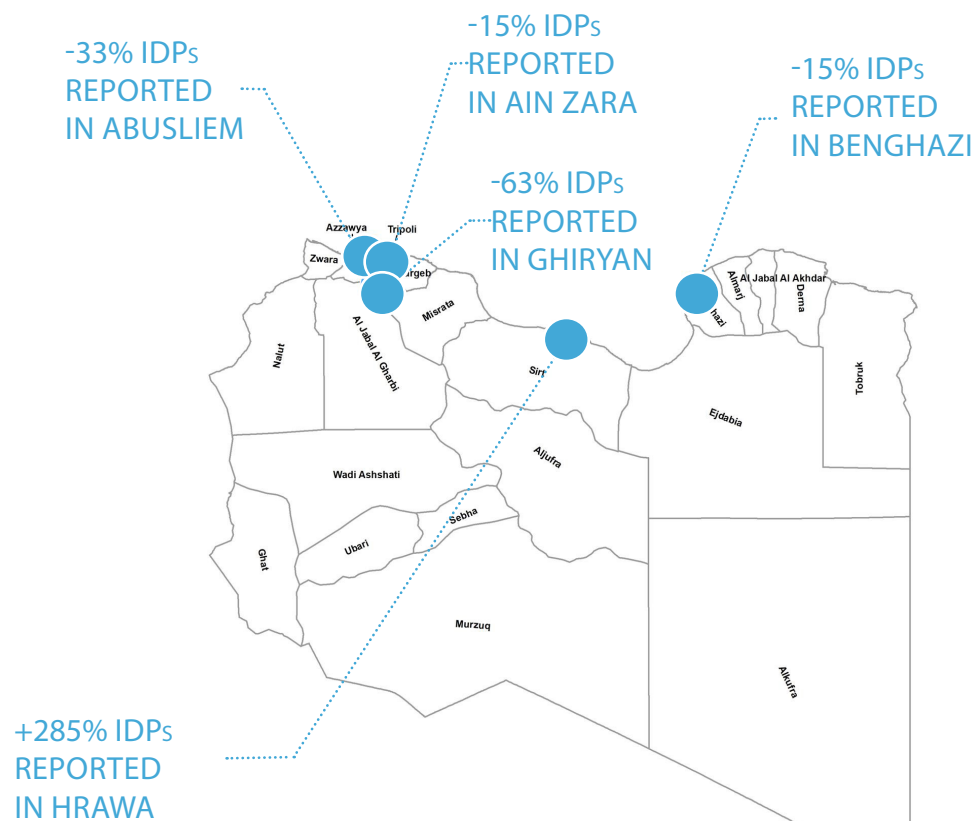 -15% IDPs
REPORTED
IN AIN ZARA
-33% IDPs
REPORTED
IN ABUSLIEM
-15% IDPs
REPORTED
IN BENGHAZI
-63% IDPs
REPORTED
IN GHIRYAN
Azzawya
Tripoli
Zwara
Misrata
Al Jabal Al Gharbi
Nalut
Sirt
Almarj
Al Jabal Al Akhdar
Derna
Tobruk
Ejdabia
Aljufra
Wadi Ashshati
Sebha
Ubari
Ghat
Murzuq
Alkufra
+285% IDPs
REPORTED
IN HRAWA